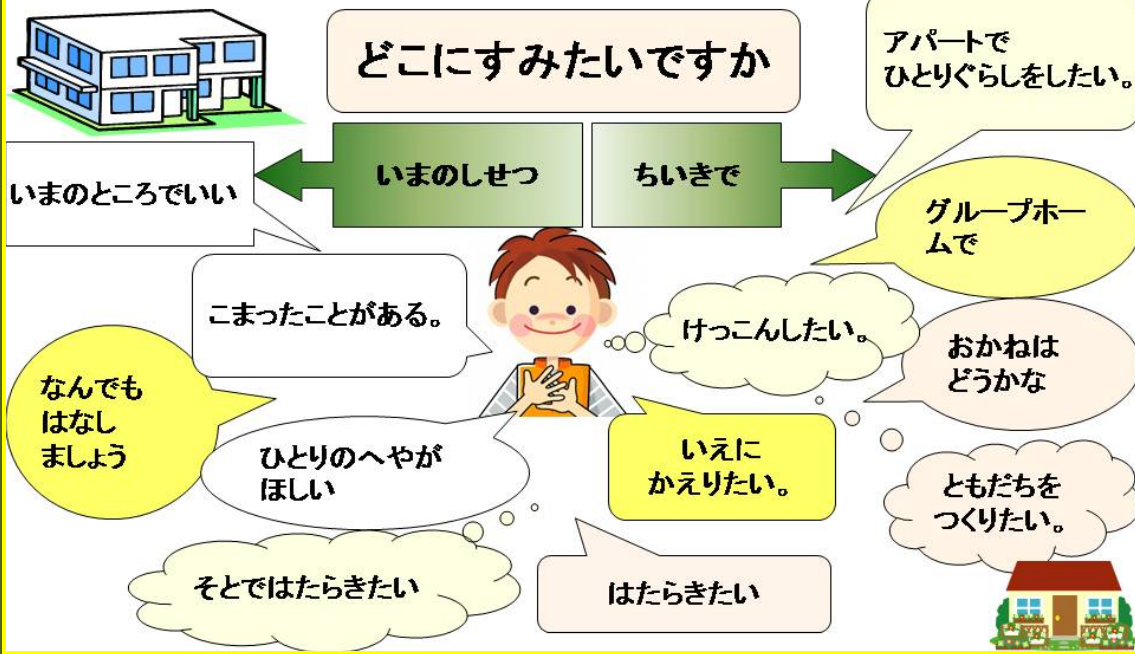 どこにすみたいですか
いまのしせつ
ちいきで
アパートで
ひとりぐらしをしたい。
いまのところでいい
グループホー
ムで
こまったことがある。
けっこんしたい。
おかねは
どうかな
なんでも
はなし
ましょう
ひとりのへやが
ほしい
いえに
かえりたい。
ともだちを
つくりたい。
そとではたらきたい
はたらきたい